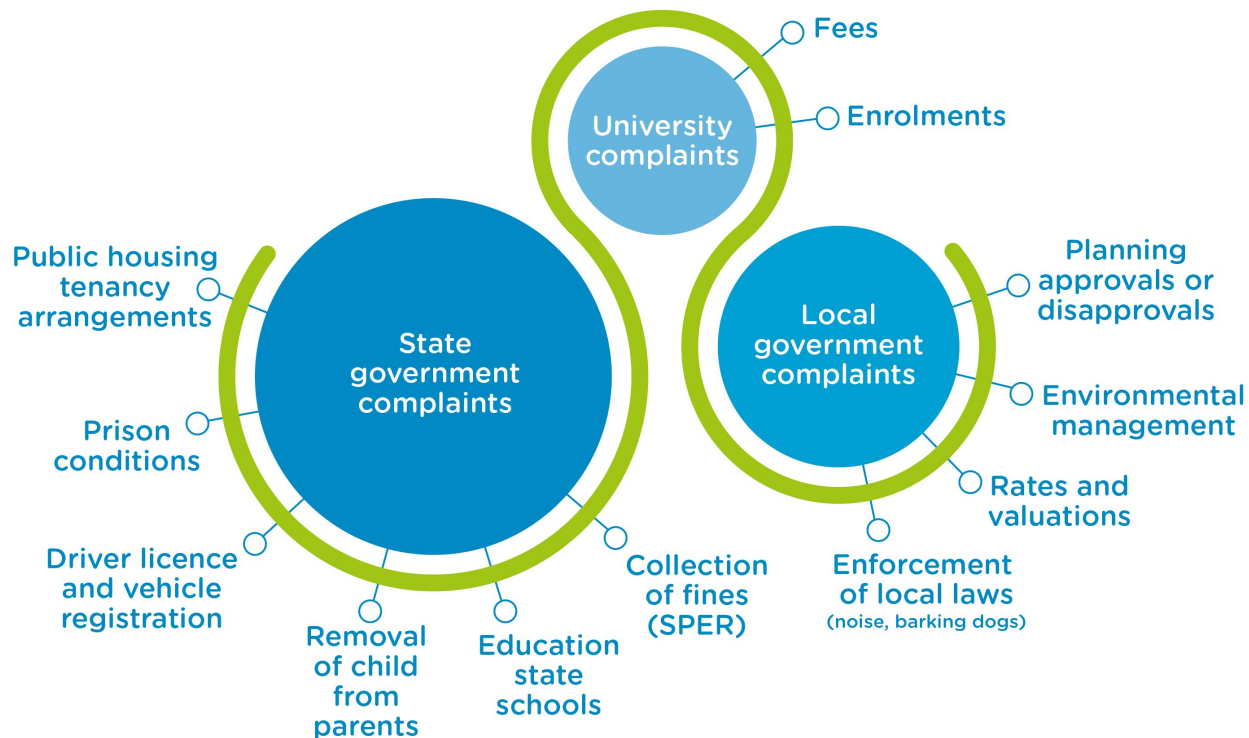 Fees
Enrolments
University
complaints
Public housing
tenancy
arrangements
Prison
conditions
Driver licence
and vehicle
registration
Removal
of child
from
parents
Education
state
schools
Collection
of fines
(SPER)
State
government
complaints
Local
government
complaints
Planning
approvals or
disapprovals
Environmental
management
Rates and
valuations
Enforcement
of local laws
(noise, barking dogs)